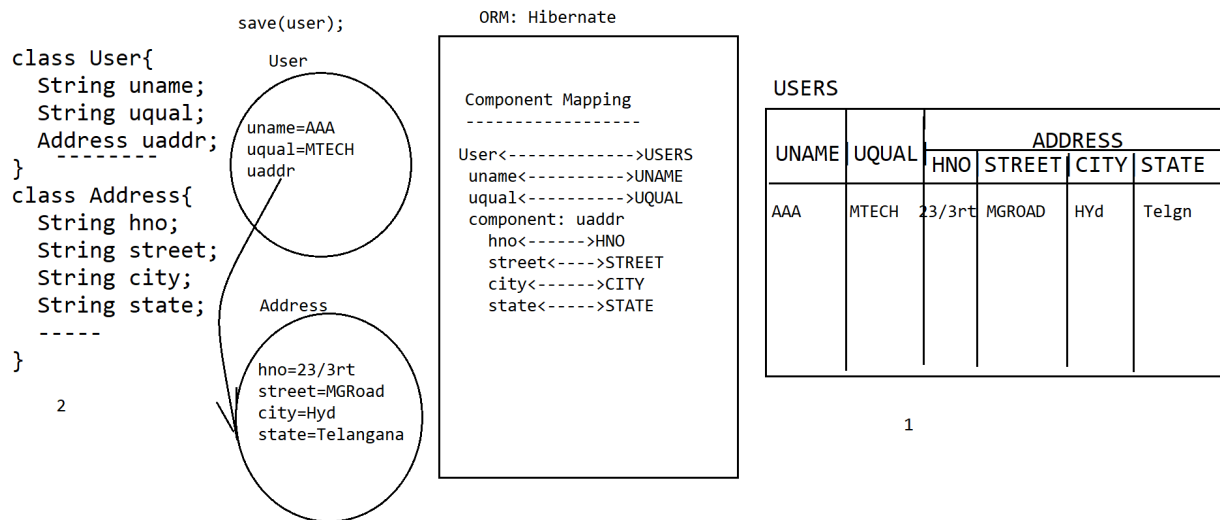 save(user);
ORM: Hibernate
class User{
String uname;
String uqual;
Address uaddr;
--------
}
class Address{
String hno;
String street;
String city;
String state;
-----
}
2
User
uname=AAA
uqual=MTECH
uaddr
Address
hno=23/3rt
street=MGRoad
city=Hyd
state=Telangana
Component Mapping
------------------
User<------------->USERS
uname<----------->UNAME
uqual<----------->UQUAL
component: uaddr
hno<------>HNO
street<---->STREET
city<------>CITY
state<----->STATE
USERS
ADDRESS
UNAME UQUAL HNO STREET CITY STATE
AAA MTECH 23/3rt MGROAD HYd Telgn
1